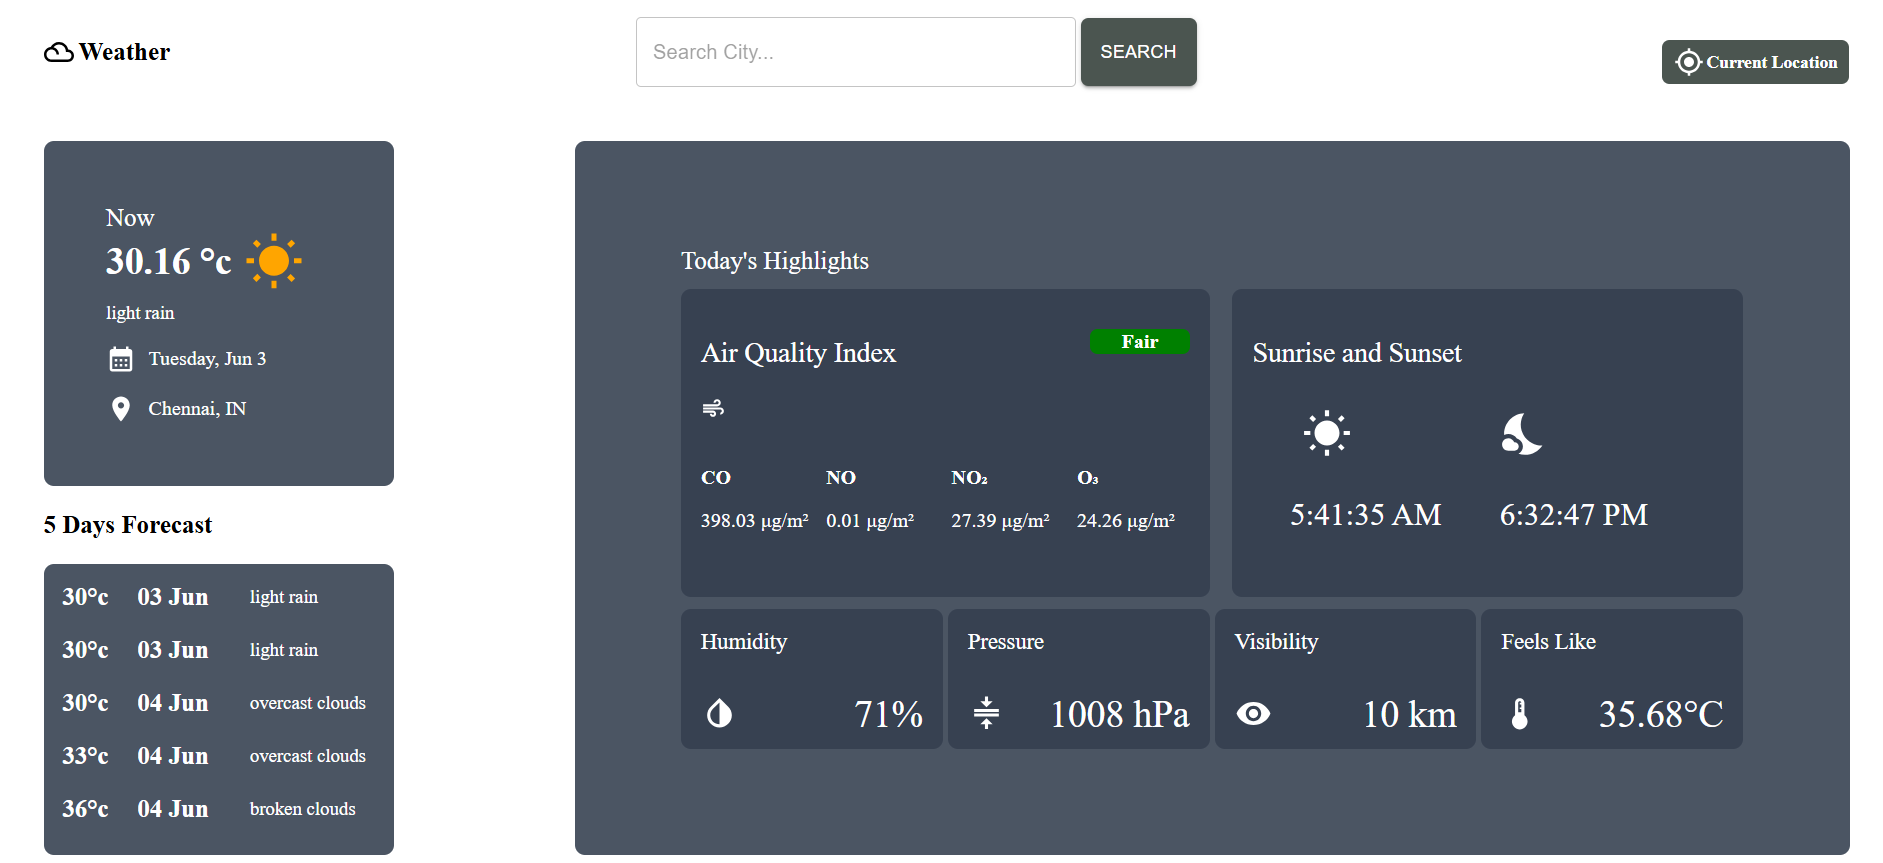 Weather
Search City...
SEARCH
Current Location
Now
30.16 °c
light rain
Tuesday, Jun 3
Chennai, IN
5 Days Forecast
30°c 03 Jun light rain
30°c 03 Jun light rain
30°c 04 Jun overcast clouds
33°c 04 Jun overcast clouds
36°c 04 Jun broken clouds
Today's Highlights
Air Quality Index
Fair
CO NO NO₂ O₃
398.03 µg/m² 0.01 µg/m² 27.39 µg/m² 24.26 µg/m²
Sunrise and Sunset
5:41:35 AM 6:32:47 PM
Humidity
71%
Pressure
1008 hPa
Visibility
10 km
Feels Like
35.68°C